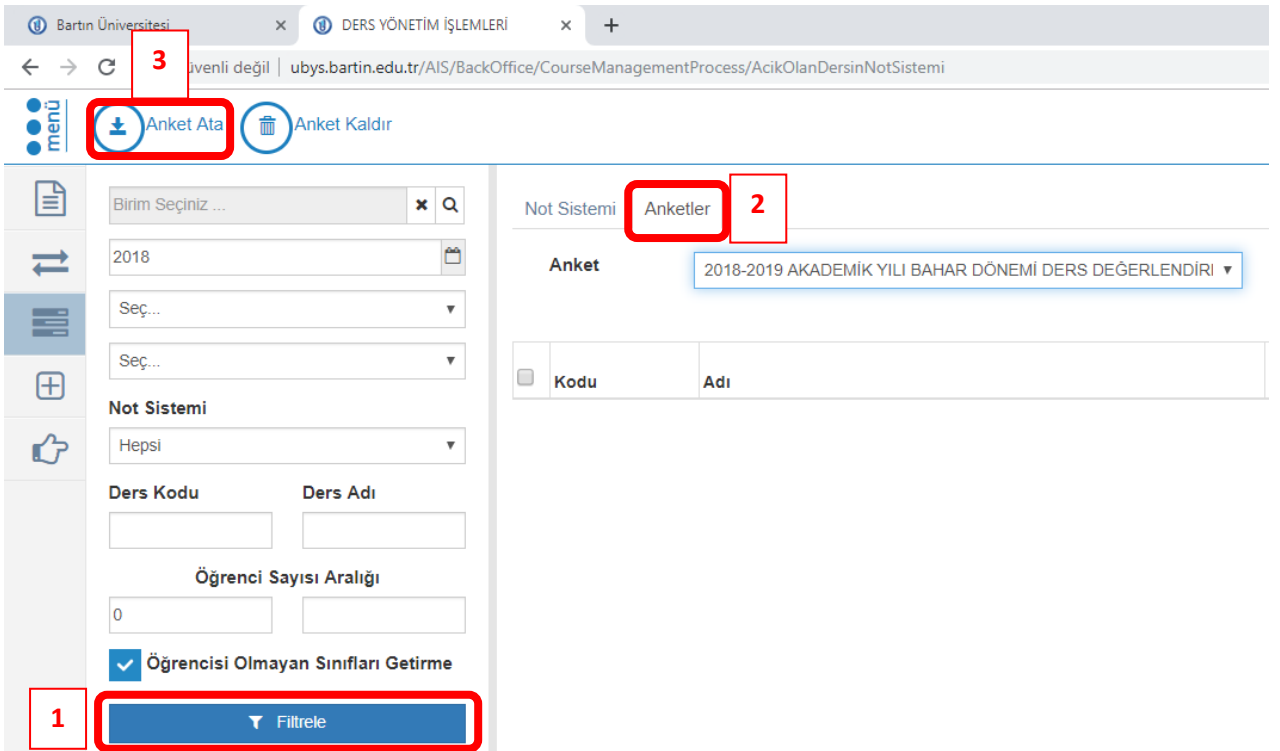 Bartın Üniversitesi
DERS YÖNETİM İŞLEMLERİ
3
venli değil | ubys.bartin.edu.tr/AIS/BackOffice/CourseManagementProcess/AcikOlanDersinNotSistemi
menü
Anket Ata
Anket Kaldır
Birim Seçiniz ...
2018
Seç...
Seç...
Not Sistemi
Hepsi
Ders Kodu Ders Adı
Öğrenci Sayısı Aralığı
0
Öğrencisi Olmayan Sınıfları Getirme
1
Filtrele
Not Sistemi
Anketler
2
Anket
2018-2019 AKADEMİK YILI BAHAR DÖNEMİ DERS DEĞERLENDİRI
Kodu
Adı